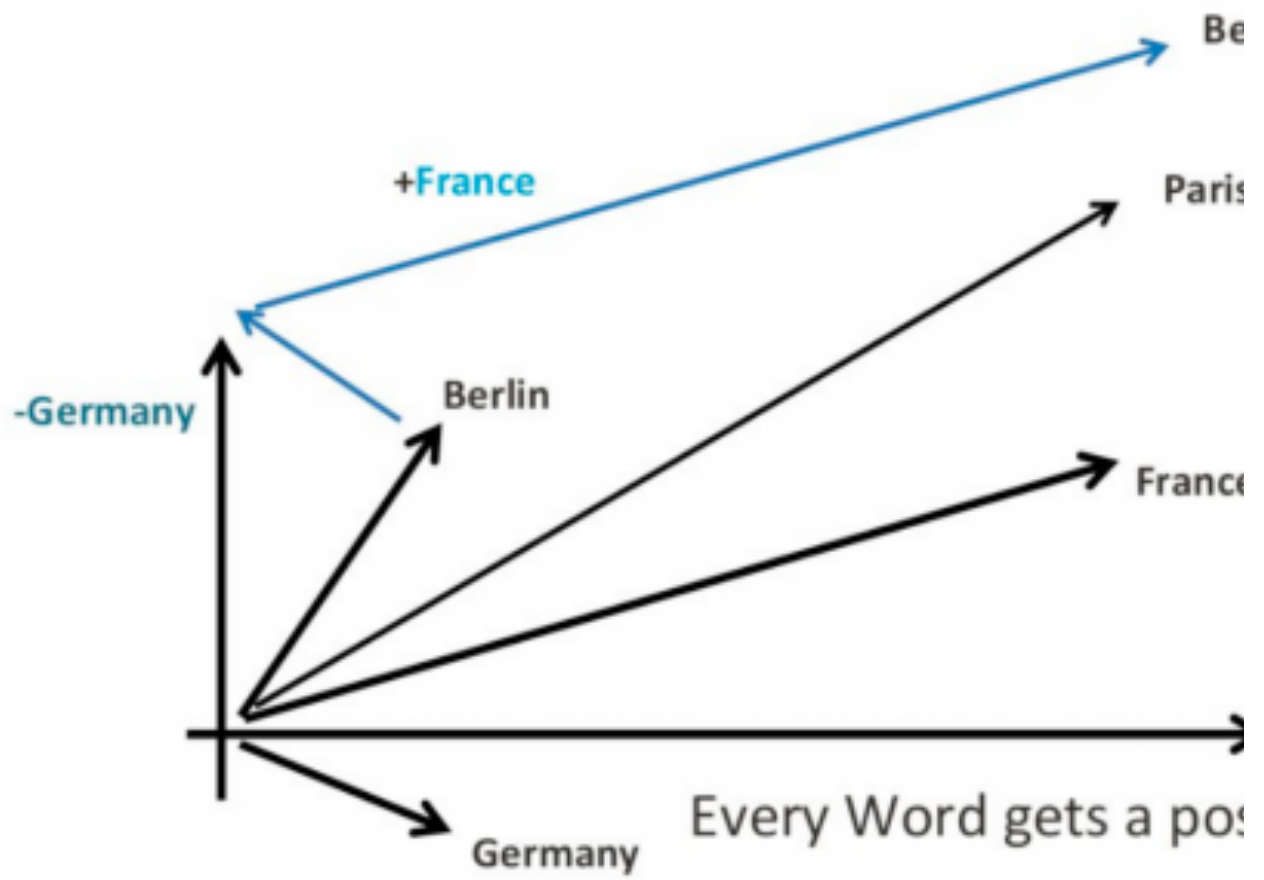 Be
+France
Paris
-Germany
Berlin
France
Every Word gets a pos
Germany